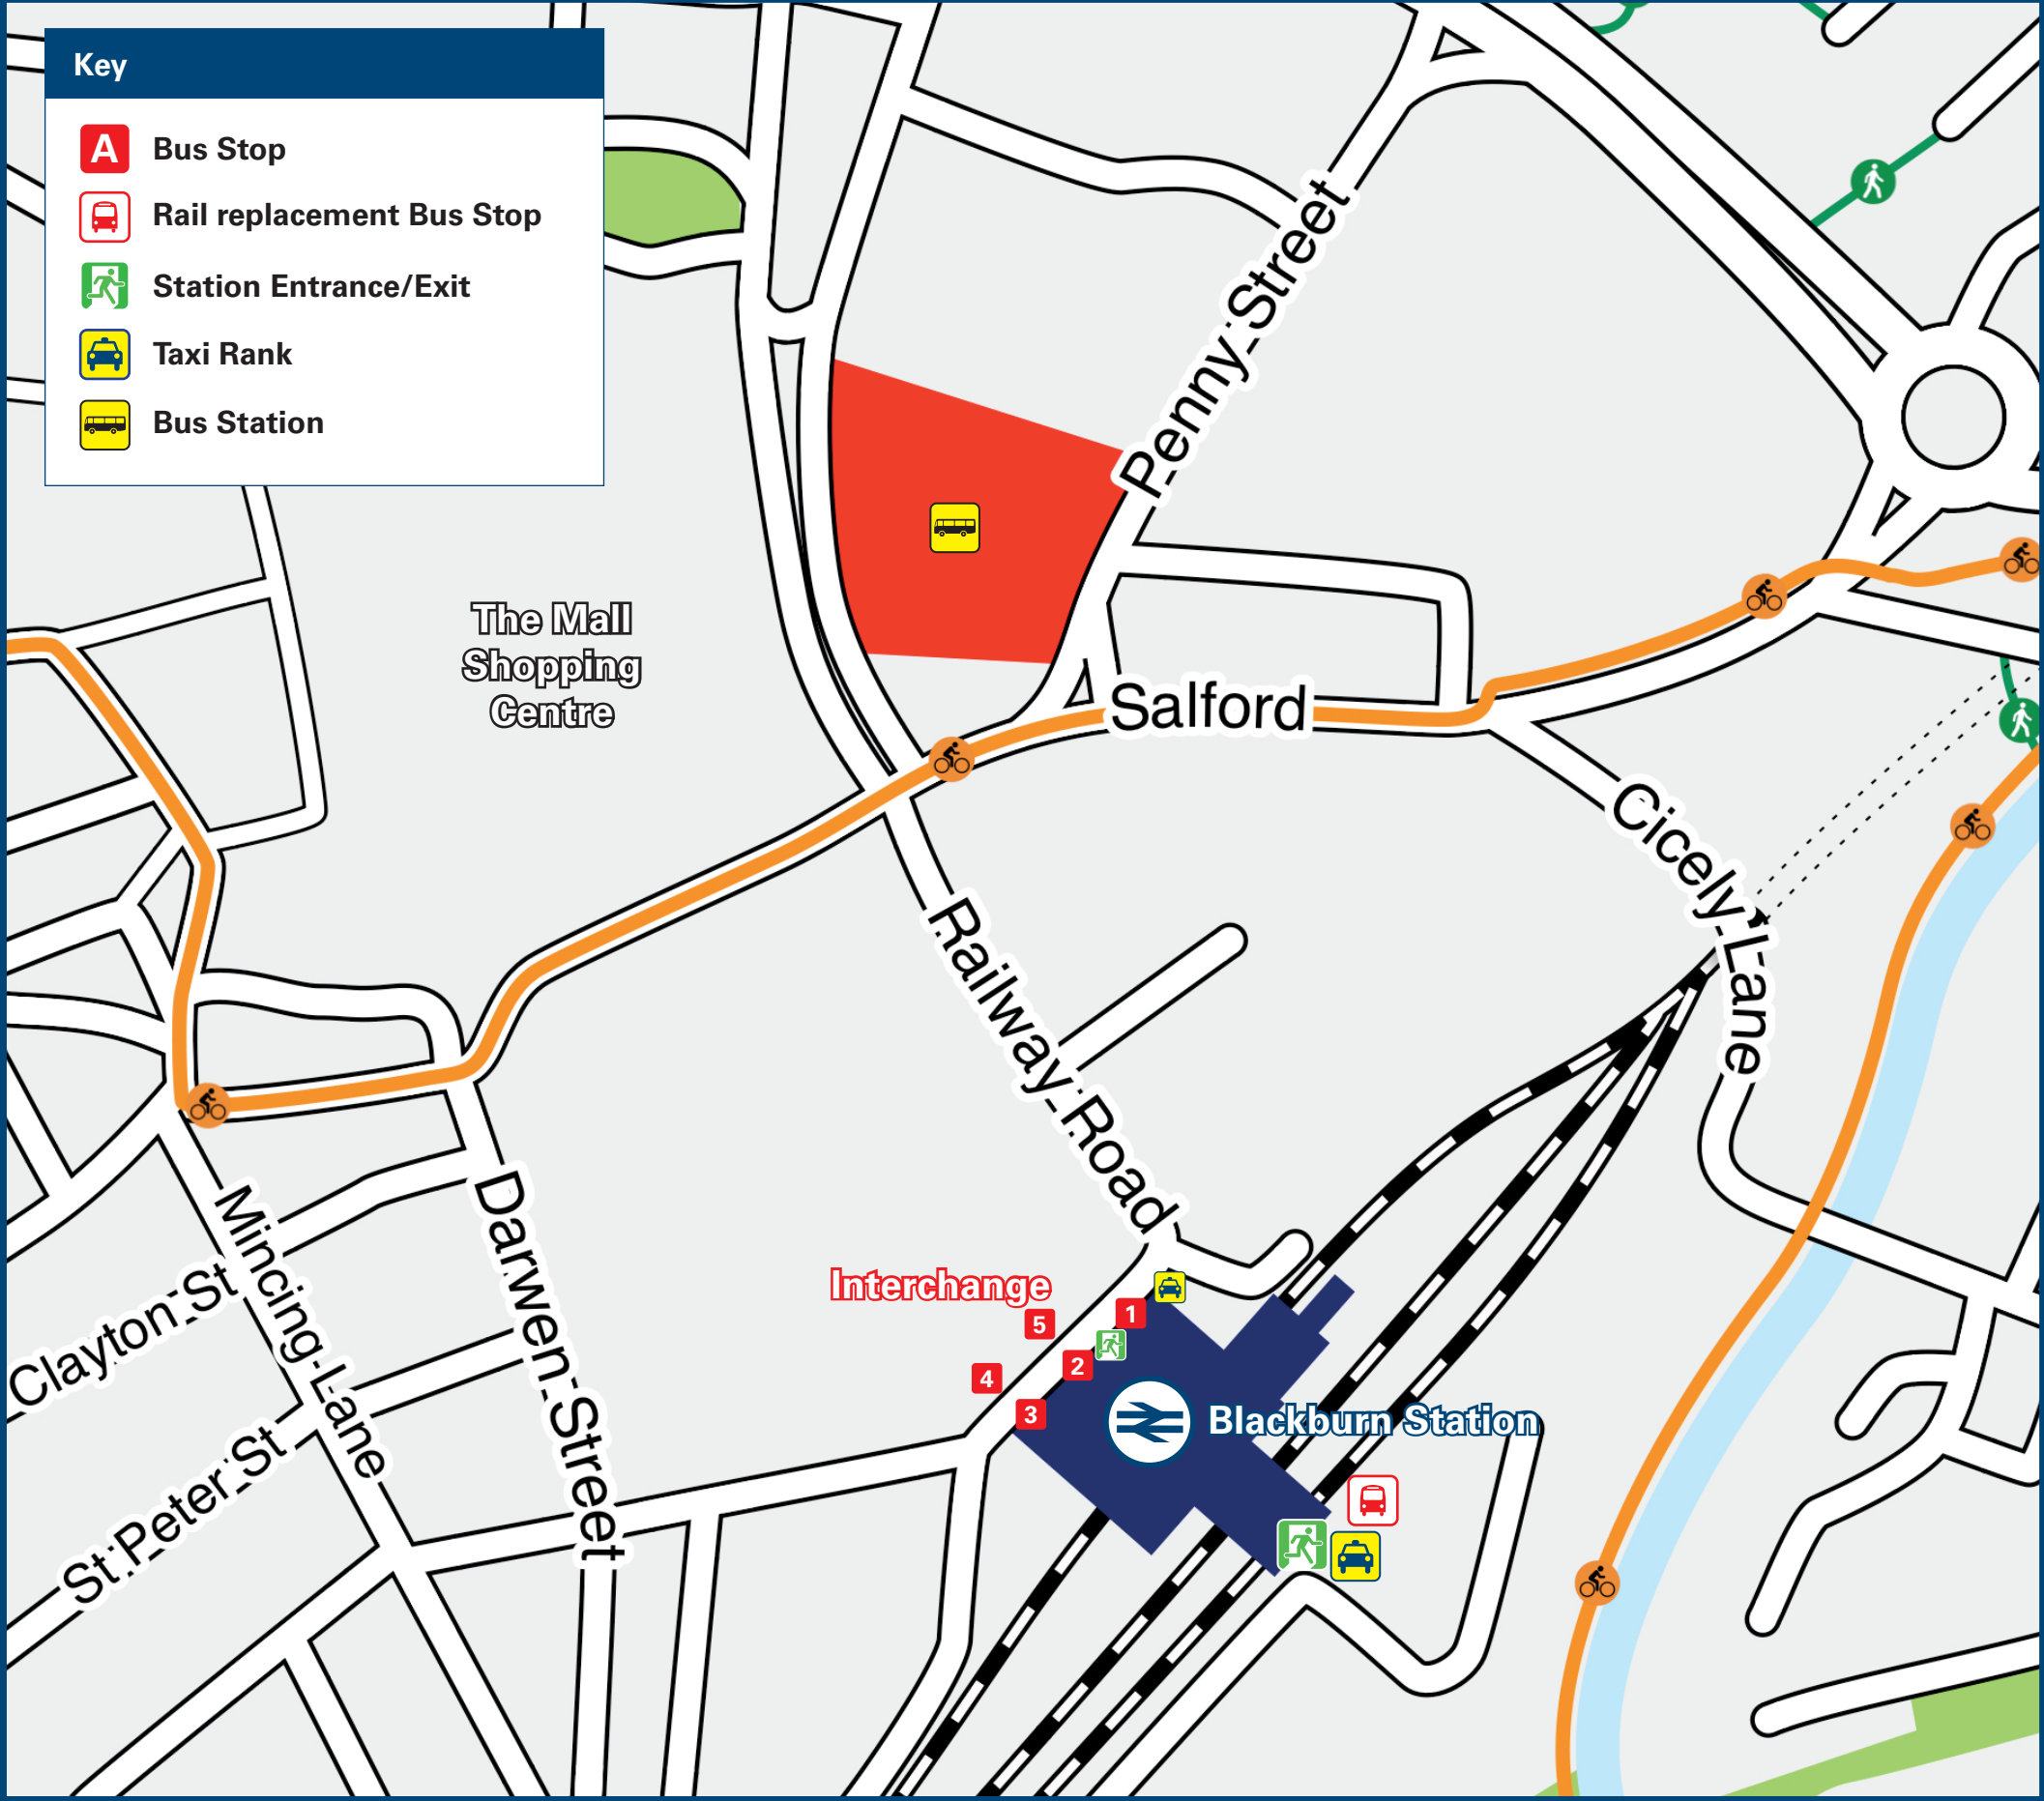 Key
A
Bus Stop
Rail replacement Bus Stop
Station Entrance/Exit
Taxi Rank
Bus Station
Penny Street
The Mall
Shopping
Centre
Salford
Cicely Lane
Railway Road
Mincing Lane
Darwen Street
Clayton St
St Peter St
Interchange
1
5
2
4
3
Blackburn Station